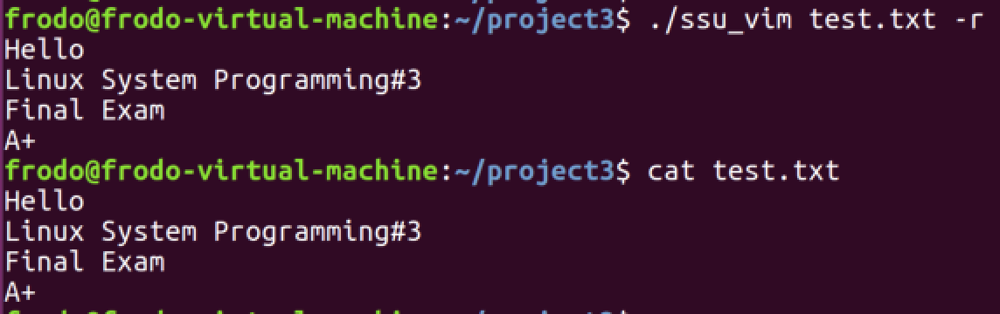 frodo@frodo-virtual-machine:~/project3$ ./ssu_vim test.txt -r
Hello
Linux System Programming#3
Final Exam
A+
frodo@frodo-virtual-machine:~/project3$ cat test.txt
Hello
Linux System Programming#3
Final Exam
A+